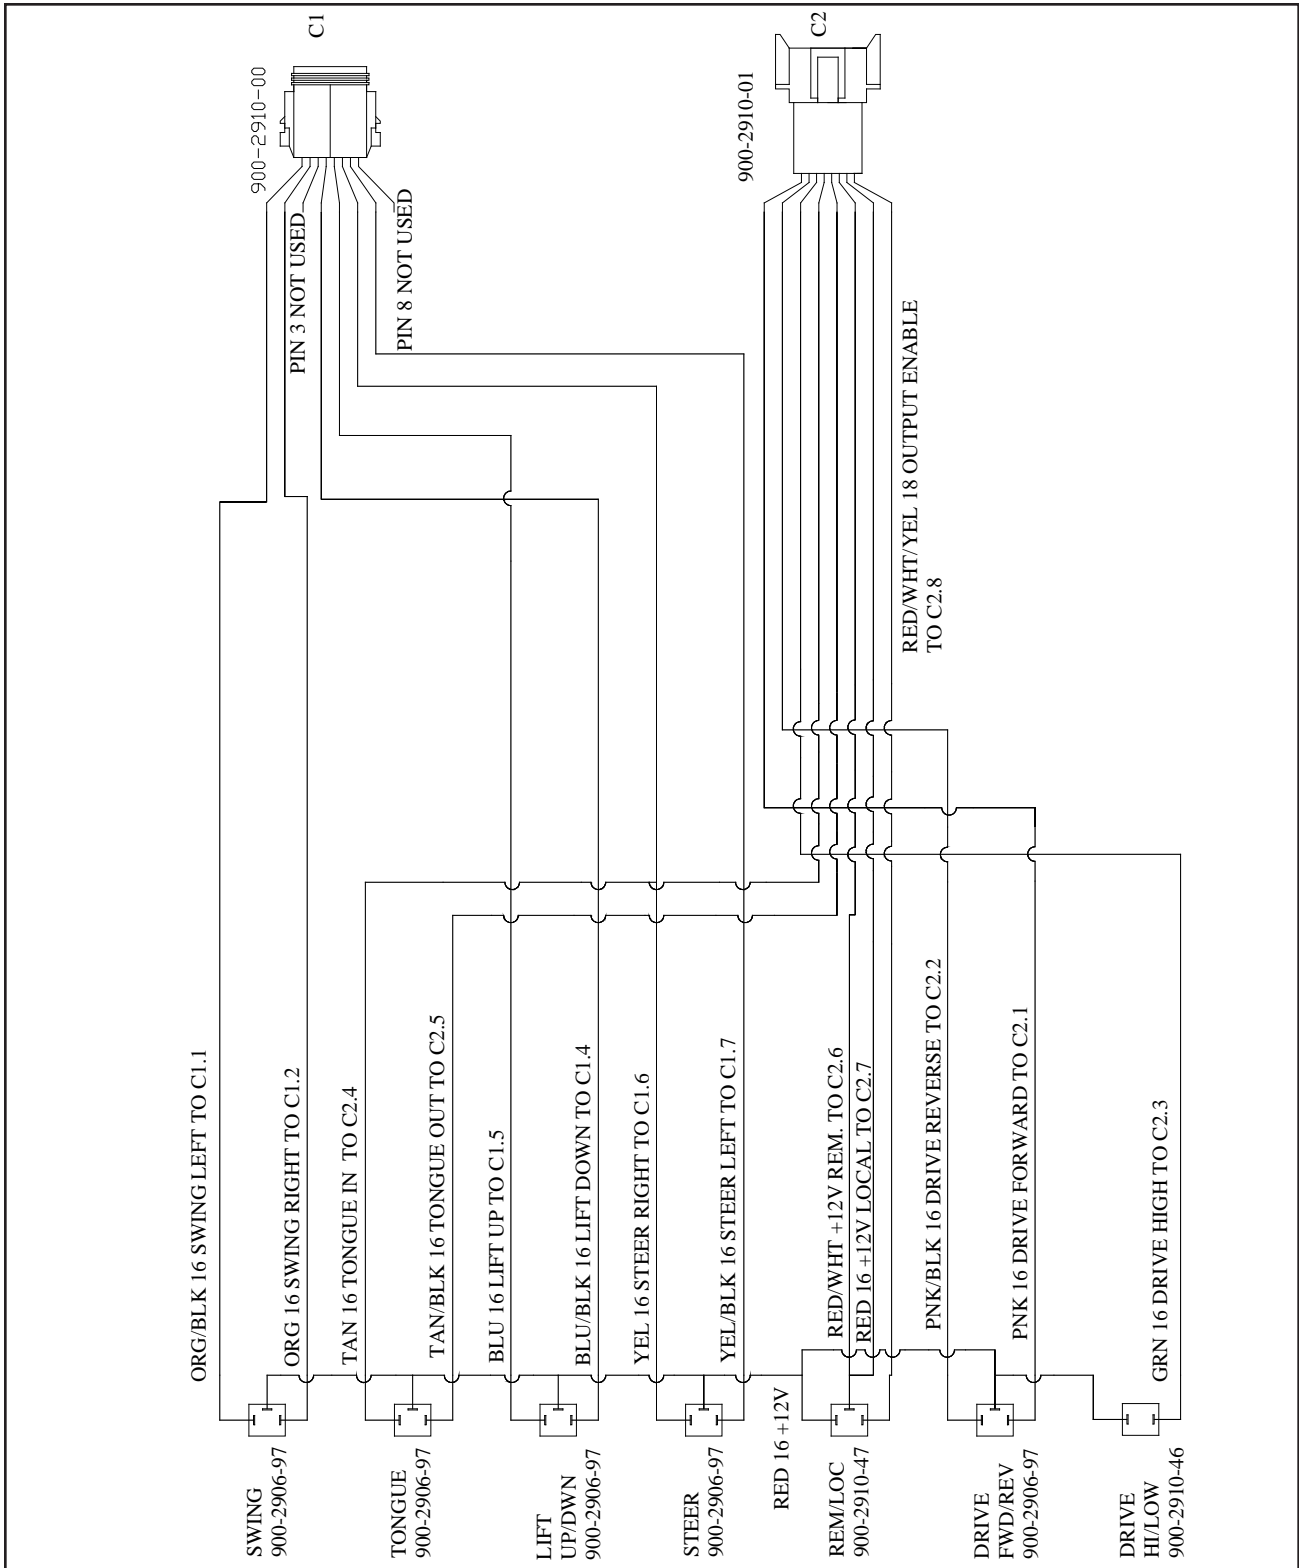 C1
900-2910-00
PIN 3 NOT USED
PIN 8 NOT USED
C2
900-2910-01
RED/WHT/YEL 18 OUTPUT ENABLE
TO C2.8
ORG/BLK 16 SWING LEFT TO C1.1
ORG 16 SWING RIGHT TO C1.2
TAN 16 TONGUE IN TO C2.4
TAN/BLK 16 TONGUE OUT TO C2.5
BLU 16 LIFT UP TO C1.5
BLU/BLK 16 LIFT DOWN TO C1.4
YEL 16 STEER RIGHT TO C1.6
YEL/BLK 16 STEER LEFT TO C1.7
RED/WHT +12V REM. TO C2.6
RED 16 +12V LOCAL TO C2.7
PNK/BLK 16 DRIVE REVERSE TO C2.2
PNK 16 DRIVE FORWARD TO C2.1
GRN 16 DRIVE HIGH TO C2.3
SWING
900-2906-97
TONGUE
900-2906-97
LIFT
UP/DWN
900-2906-97
STEER
900-2906-97
RED 16 +12V
REM/LOC
900-2910-47
DRIVE
FWD/REV
900-2906-97
DRIVE
HI/LOW
900-2910-46